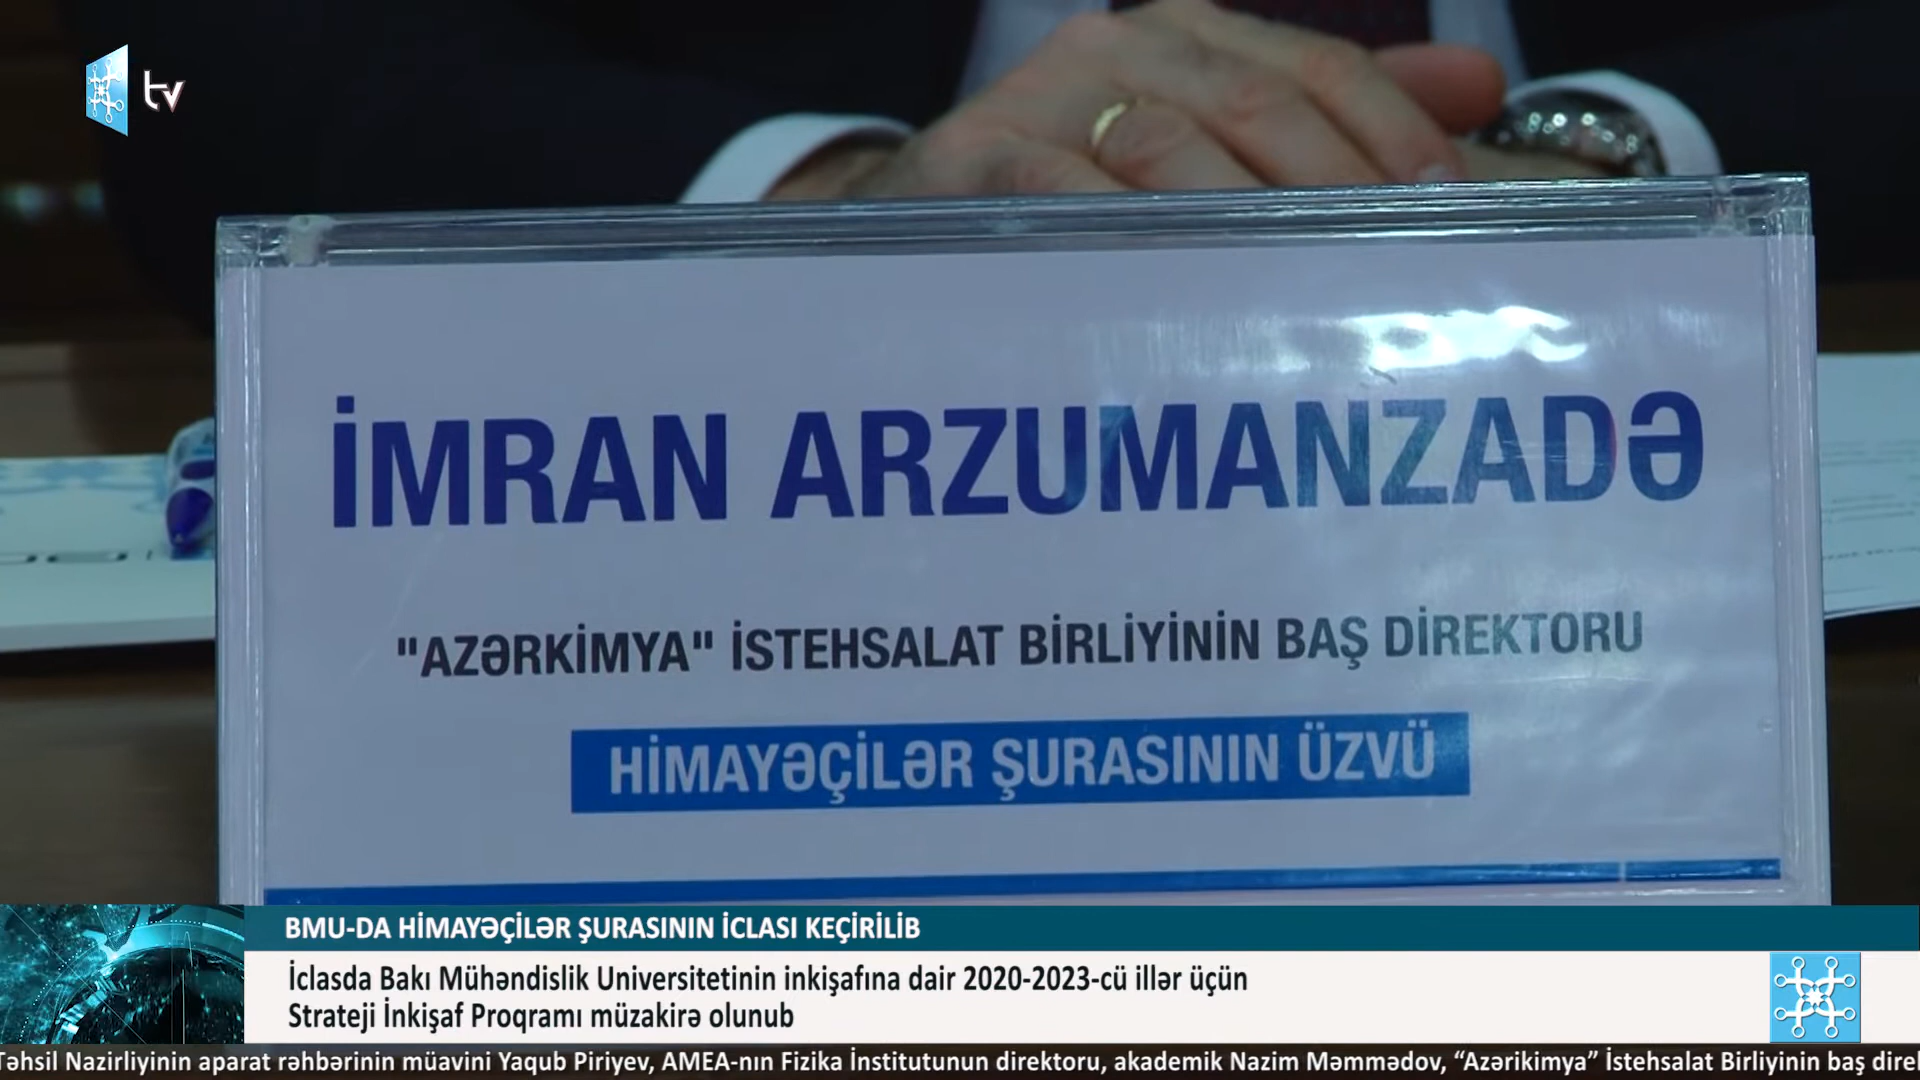 tv
İMRAN ARZUMANZADƏ
"AZƏRKİMYA" İSTEHSALAT BİRLİYİNİN BAŞ DİREKTORU
HİMAYƏÇİLƏR ŞURASININ ÜZVÜ
BMU-DA HİMAYƏÇİLƏR ŞURASININ İCLASI KEÇİRİLİB
İclasda Bakı Mühəndislik Universitetinin inkişafına dair 2020-2023-cü illər üçün
Strateji İnkişaf Proqramı müzakirə olunub
Təhsil Nazirliyinin aparat rəhbərinin müavini Yaqub Piriyev, AMEA-nın Fizika İnstitutunun direktoru, akademik Nazim Məmmədov, “Azərikimya” İstehsalat Birliyinin baş direk